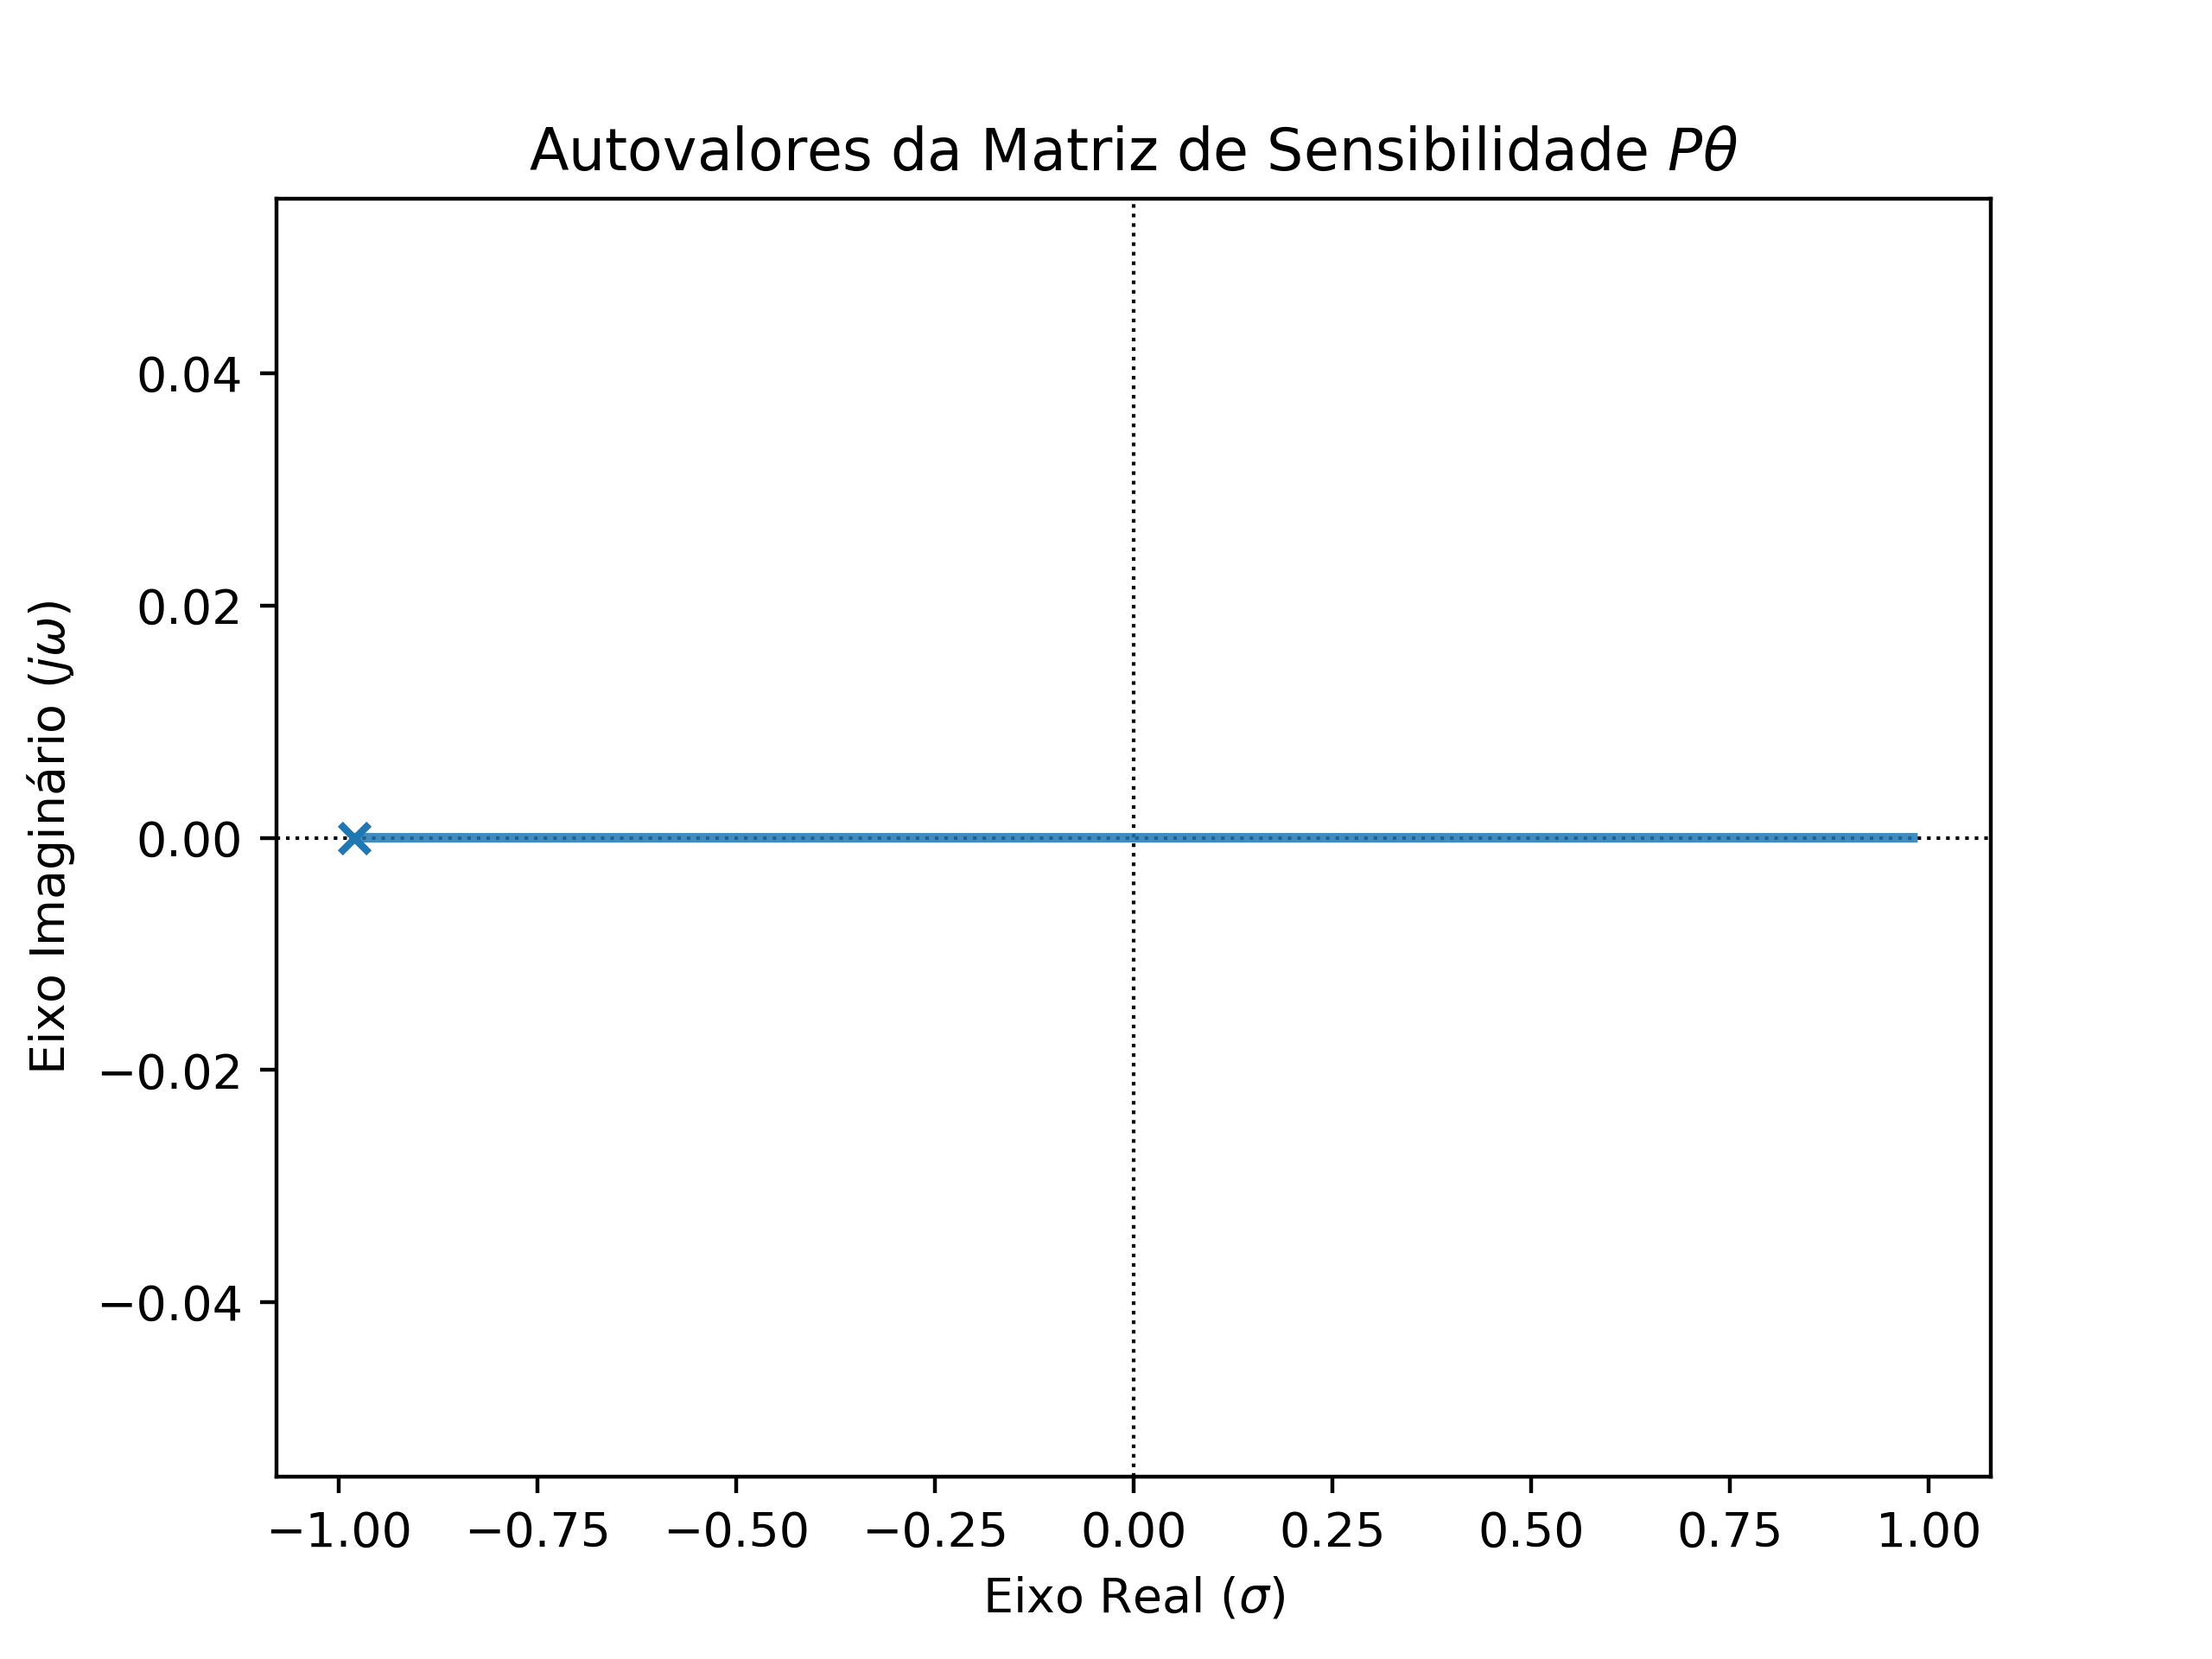 Autovalores da Matriz de Sensibilidade Pθ
Eixo Imaginário (jω)
0.04
0.02
0.00
−0.02
−0.04
−1.00 −0.75 −0.50 −0.25 0.00 0.25 0.50 0.75 1.00
Eixo Real (σ)